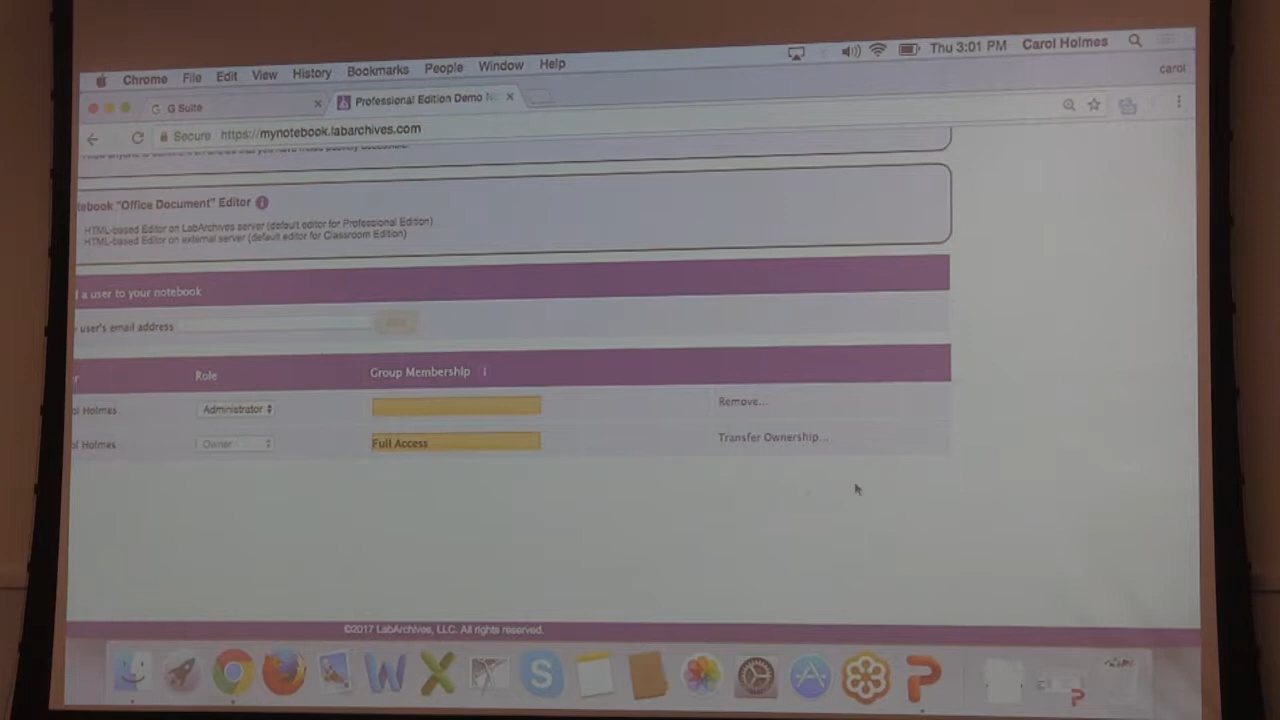 Chrome File Edit View History Bookmarks People Window Help Thu 3:01 PM Carol Holmes
carol
G Suite
Professional Edition Demo N
Secure https://mynotebook.labarchives.com
ebook "Office Document" Editor i
HTML-based Editor on LabArchives server (default editor for Professional Edition)
HTML-based Editor on external server (default editor for Classroom Edition)
a user to your notebook
user's email address
Role Group Membership i
ol Holmes Administrator Remove...
ol Holmes Owner Full Access Transfer Ownership...
©2017 LabArchives, LLC. All rights reserved.